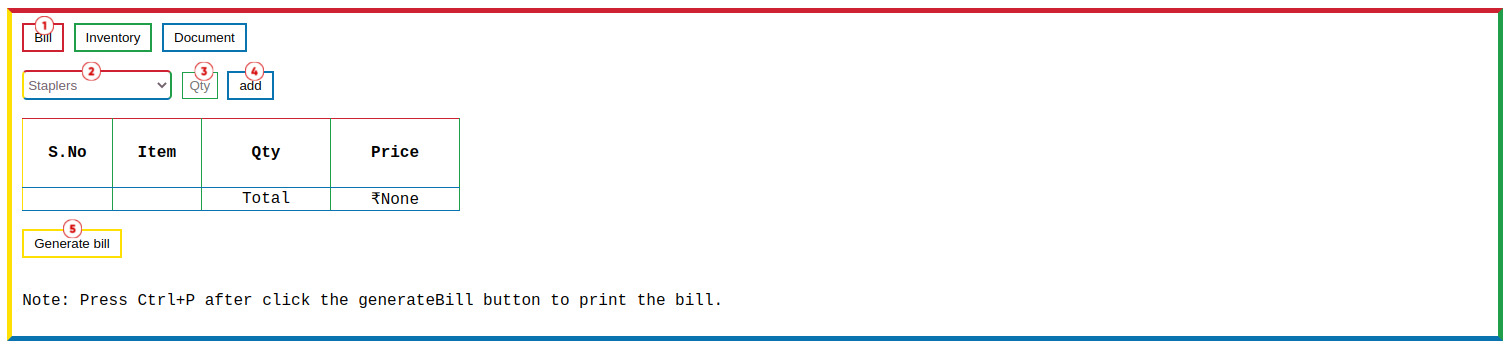 1
Bill Inventory Document
2 3 4
Staplers Qty add
S.No Item Qty Price
Total ₹None
5
Generate bill
Note: Press Ctrl+P after click the generateBill button to print the bill.